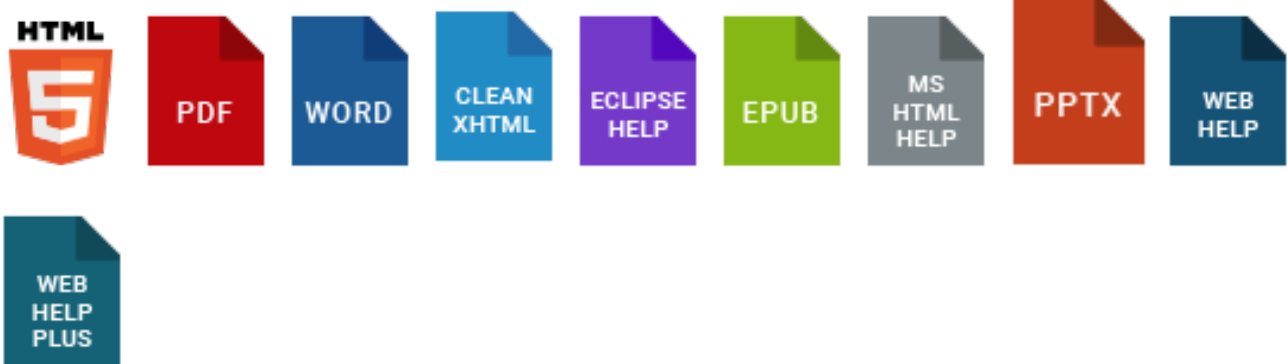 HTML
5
PDF
WORD
CLEAN
XHTML
ECLIPSE
HELP
EPUB
MS
HTML
HELP
PPTX
WEB
HELP
WEB
HELP
PLUS